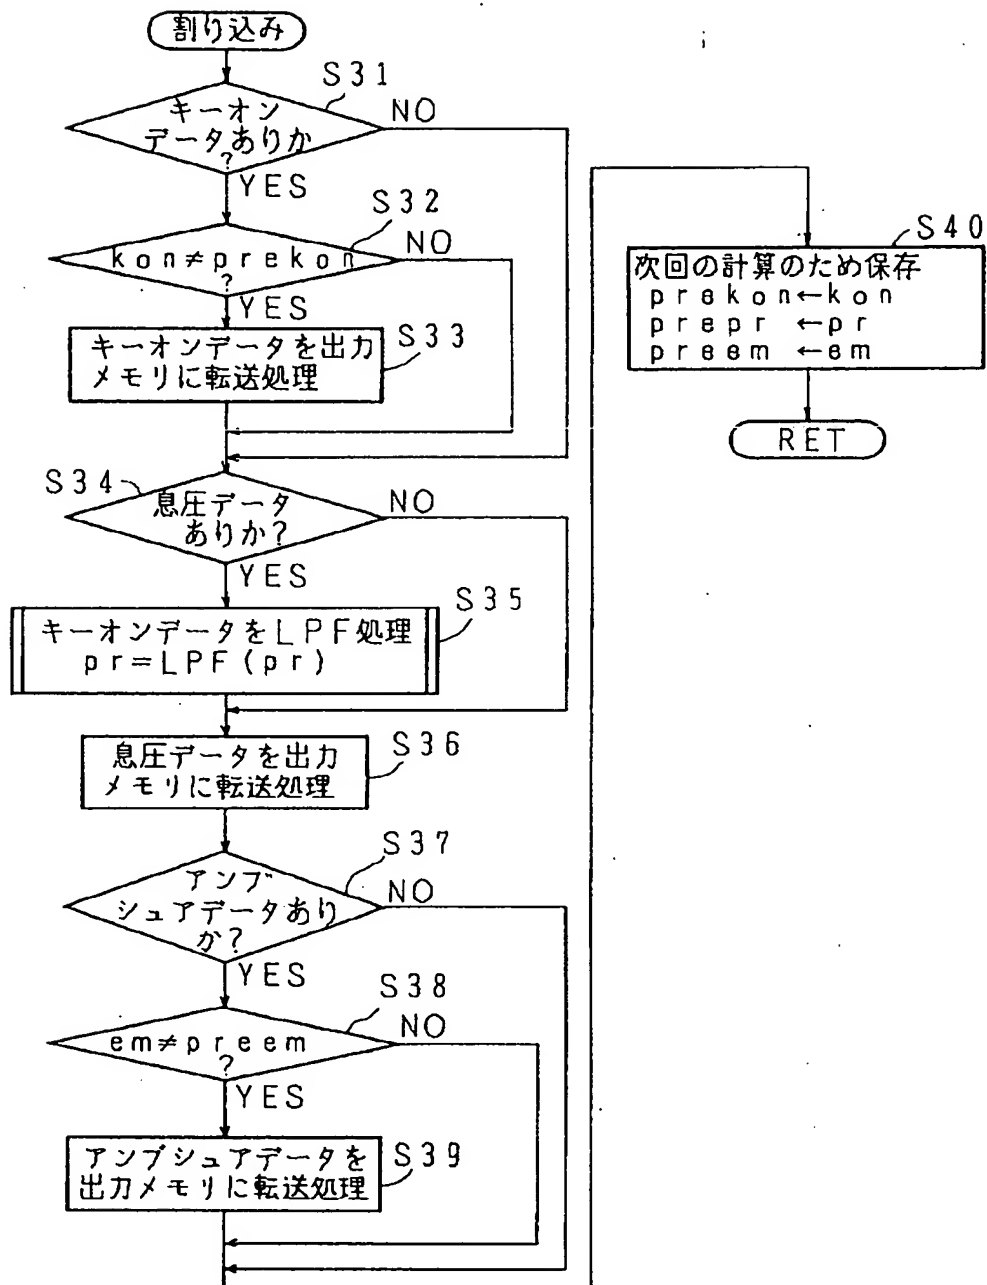 割り込み
S31
キーオン
データありか
?
NO
YES
S32
kon≠prekon
?
NO
YES
S33
キーオンデータを出力
メモリに転送処理
S34
息圧データ
ありか?
NO
YES
S35
キーオンデータをLPF処理
pr=LPF(pr)
S36
息圧データを出力
メモリに転送処理
S37
アンブ
シュアデータあり
か?
NO
YES
S38
em≠preem
?
NO
YES
S39
アンブシュアデータを
出力メモリに転送処理
S40
次回の計算のため保存
prekon←kon
prepr ←pr
preem ←em
RET